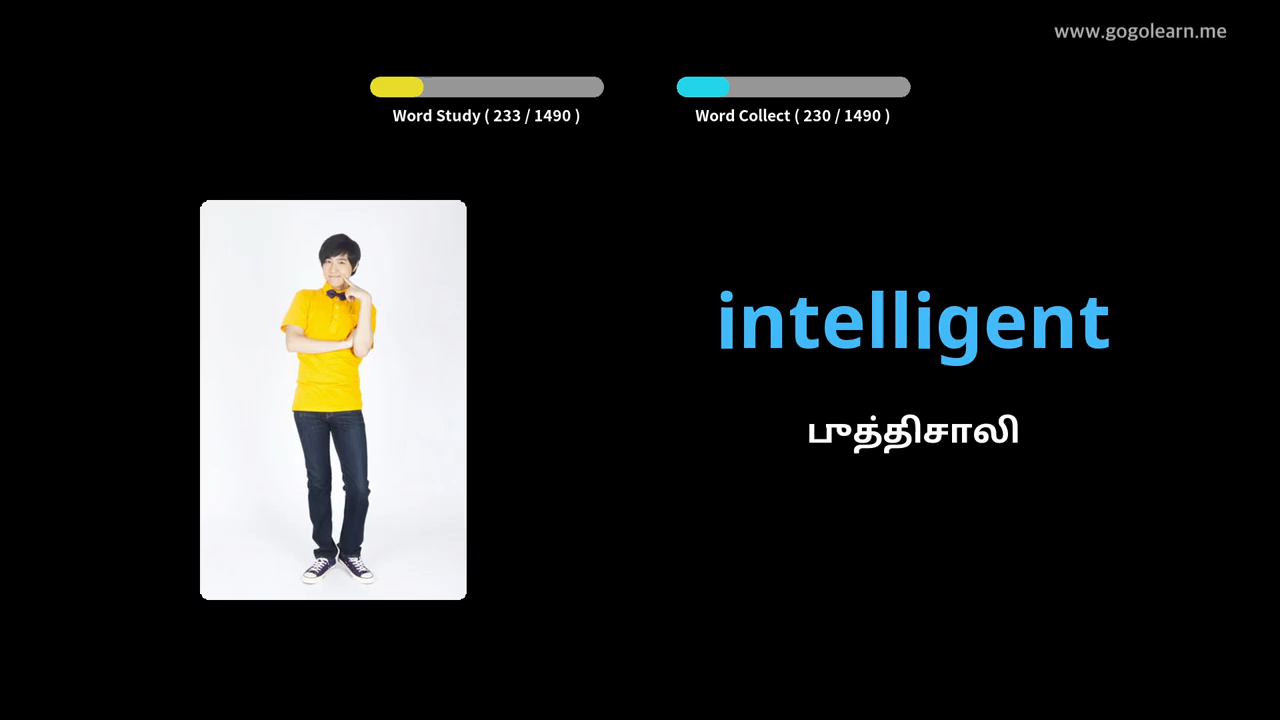 www.gogolearn.me
Word Study ( 233 / 1490 )
Word Collect ( 230 / 1490 )
intelligent
புத்திசாலி